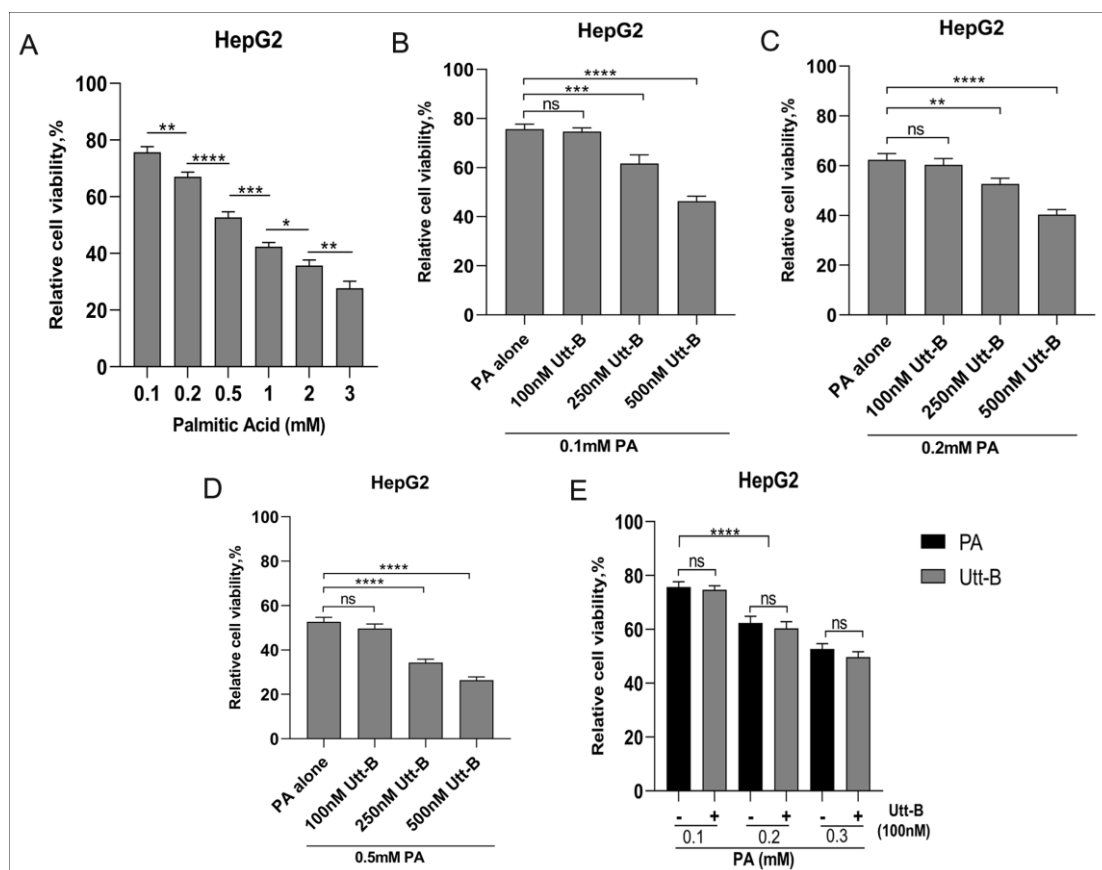 A
HepG2
Relative cell viability,%
100
80
60
40
20
0
**
****
***
*
**
0.1 0.2 0.5 1 2 3
Palmitic Acid (mM)
B
HepG2
Relative cell viability,%
100
80
60
40
20
0
****
***
ns
PA alone
100nM Utt-B
250nM Utt-B
500nM Utt-B
0.1mM PA
C
HepG2
Relative cell viability,%
100
80
60
40
20
0
****
**
ns
PA alone
100nM Utt-B
250nM Utt-B
500nM Utt-B
0.2mM PA
D
HepG2
Relative cell viability,%
100
80
60
40
20
0
****
****
ns
PA alone
100nM Utt-B
250nM Utt-B
500nM Utt-B
0.5mM PA
E
HepG2
Relative cell viability,%
100
80
60
40
20
0
****
ns
ns
ns
PA
Utt-B
- + - + - + Utt-B
0.1 0.2 0.3 (100nM)
PA (mM)